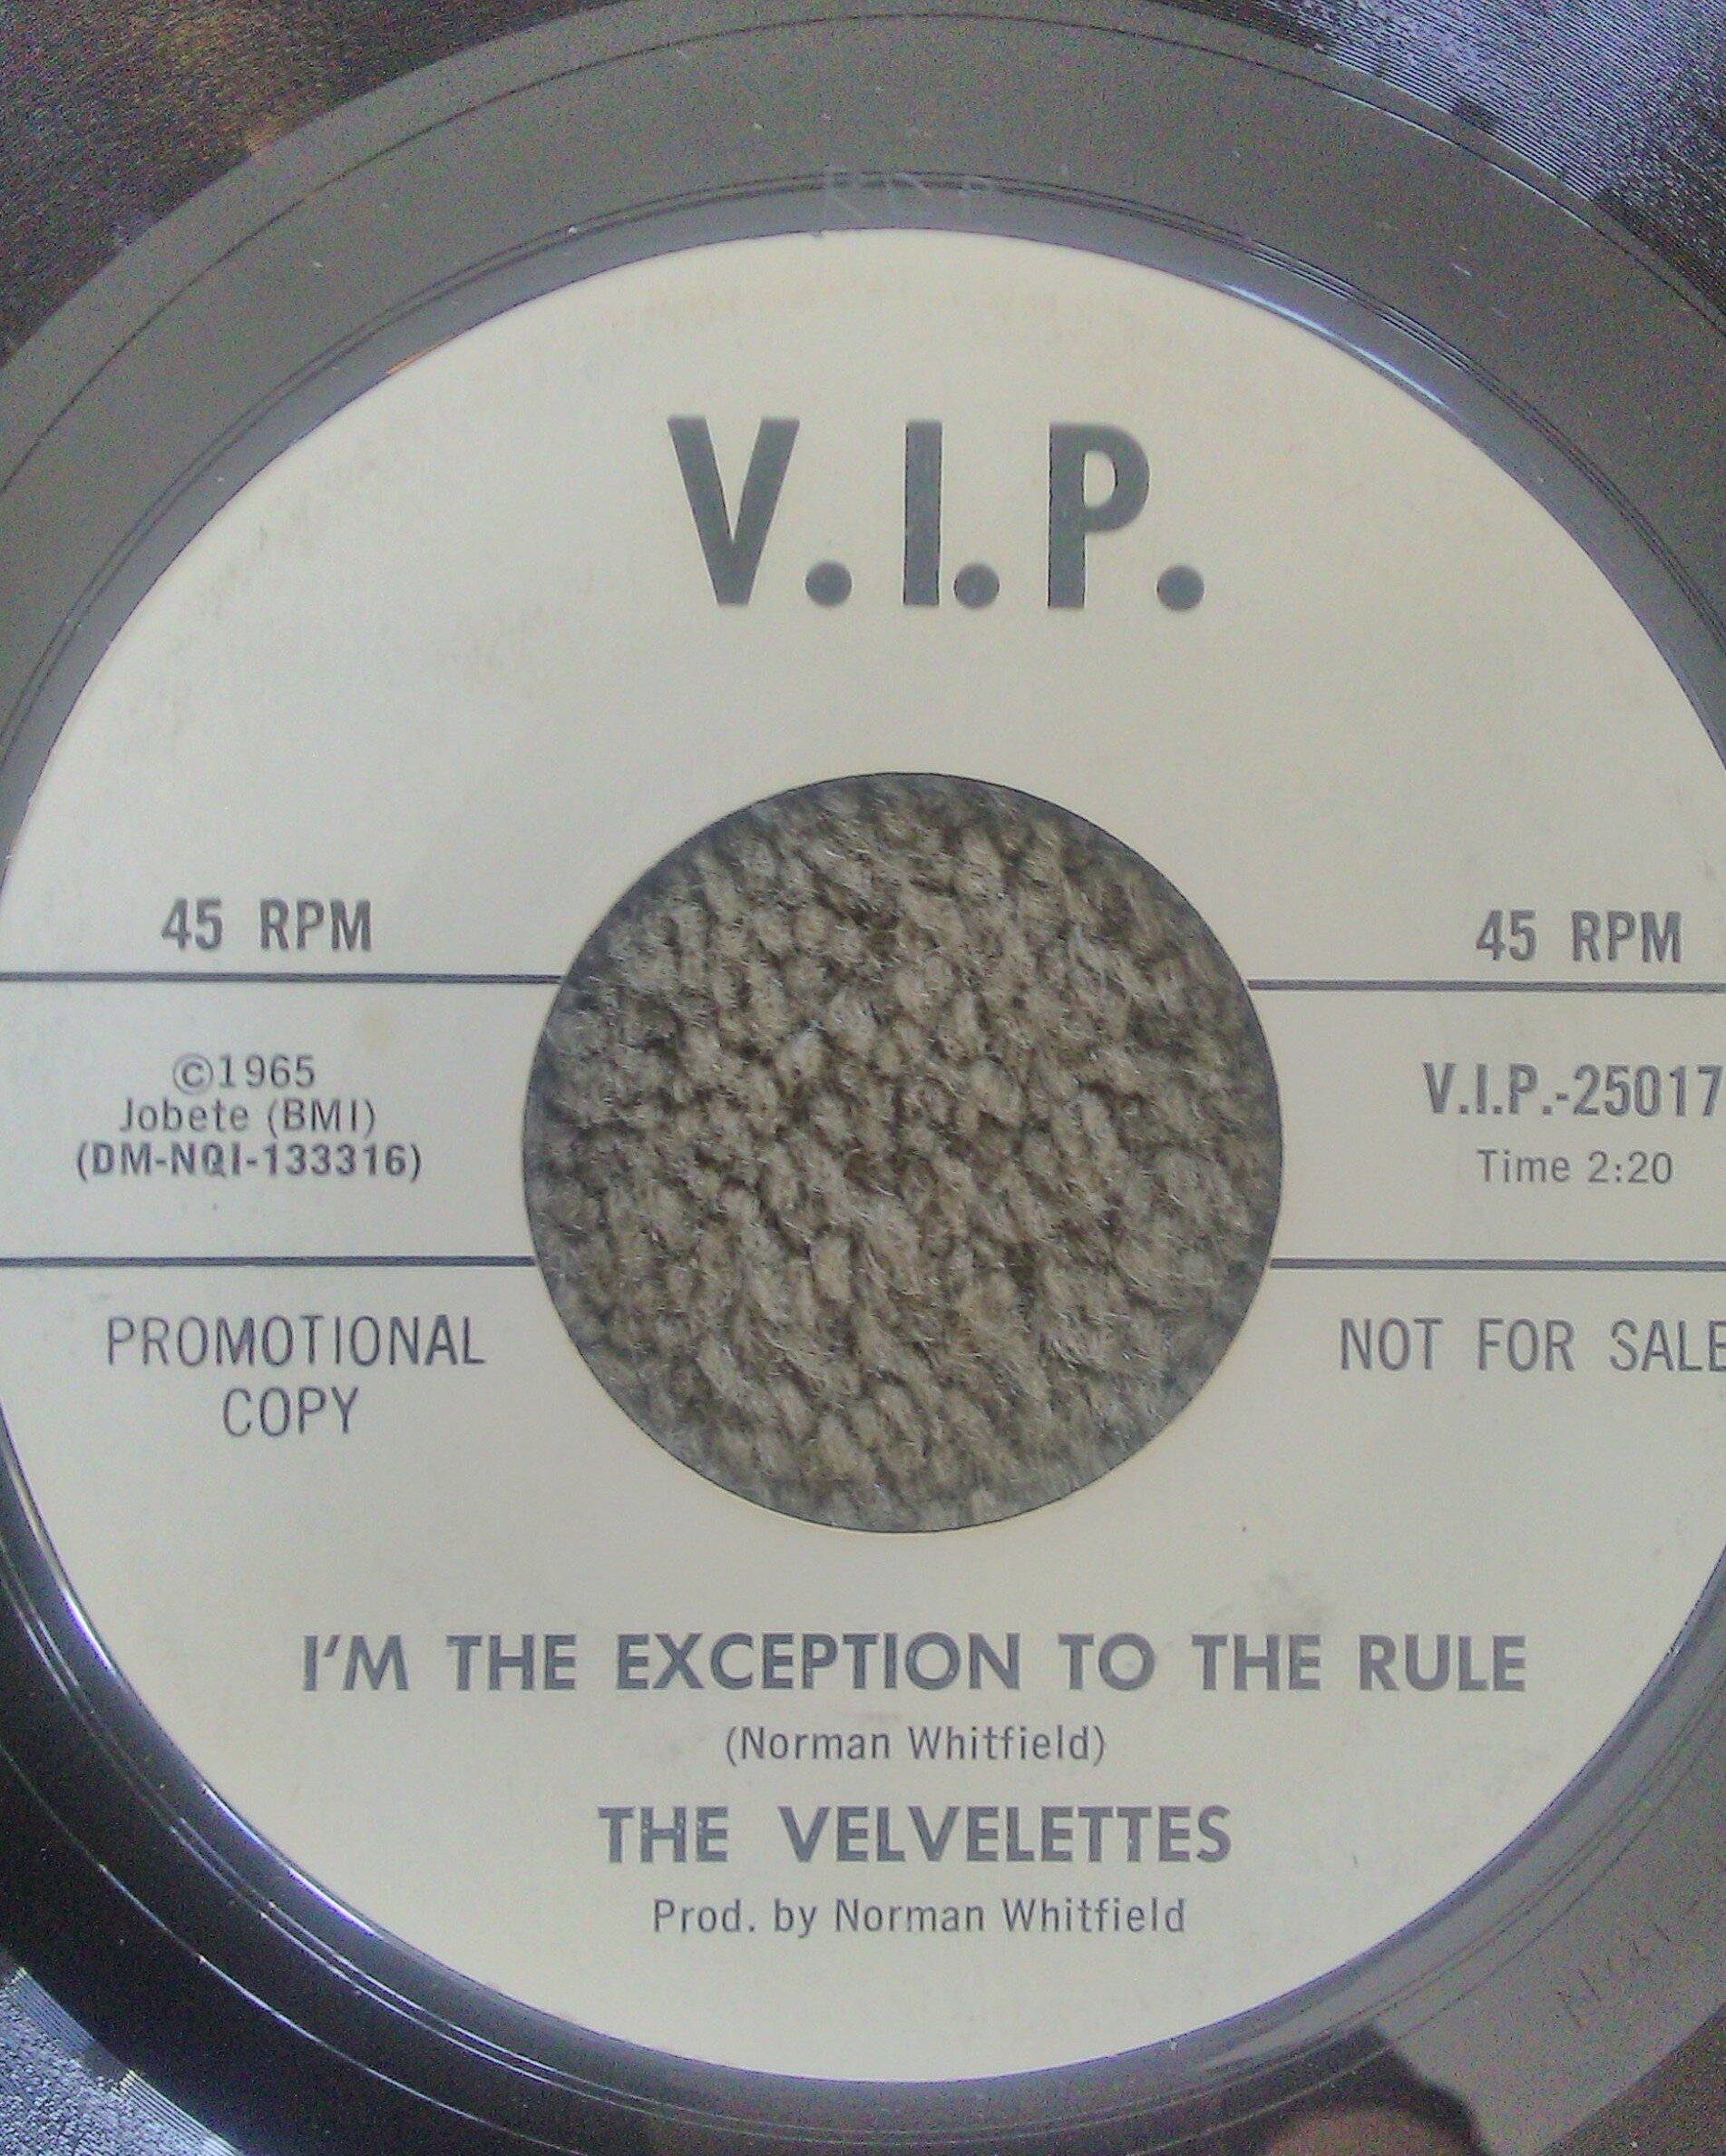 V.I.P.
45 RPM
45 RPM
©1965
Jobete (BMI)
(DM-NQI-133316)
V.I.P.-25017
Time 2:20
PROMOTIONAL
COPY
NOT FOR SALE
I'M THE EXCEPTION TO THE RULE
(Norman Whitfield)
THE VELVELETTES
Prod. by Norman Whitfield